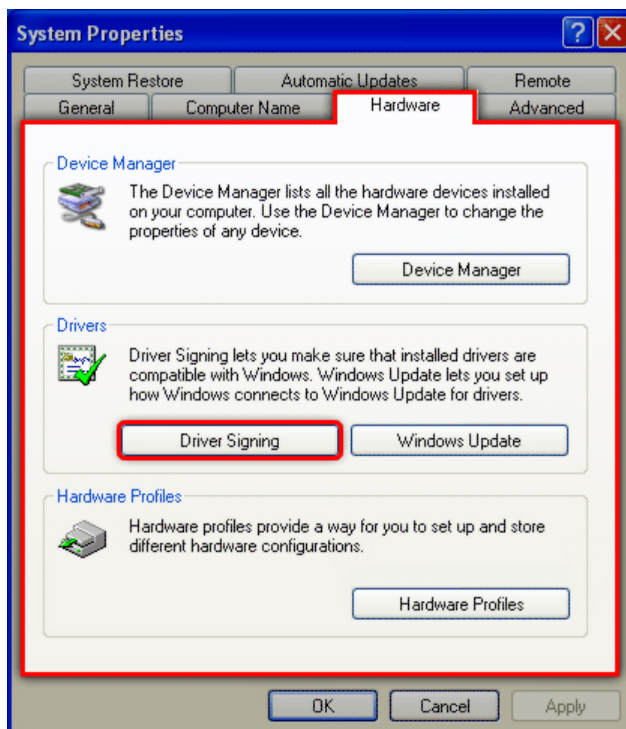 System Properties
System Restore Automatic Updates Remote
General Computer Name Hardware Advanced
Device Manager
The Device Manager lists all the hardware devices installed
on your computer. Use the Device Manager to change the
properties of any device.
Device Manager
Drivers
Driver Signing lets you make sure that installed drivers are
compatible with Windows. Windows Update lets you set up
how Windows connects to Windows Update for drivers.
Driver Signing Windows Update
Hardware Profiles
Hardware profiles provide a way for you to set up and store
different hardware configurations.
Hardware Profiles
OK Cancel Apply